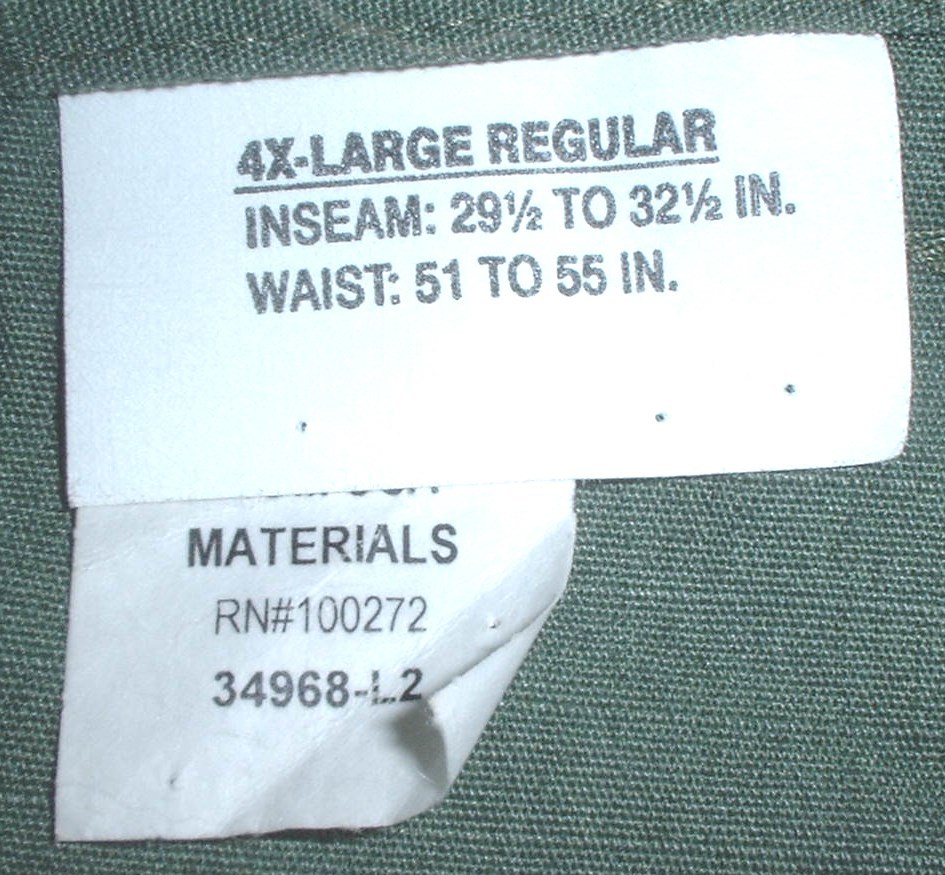 4X-LARGE REGULAR
INSEAM: 29½ TO 32½ IN.
WAIST: 51 TO 55 IN.
MATERIALS
RN#100272
34968-L2